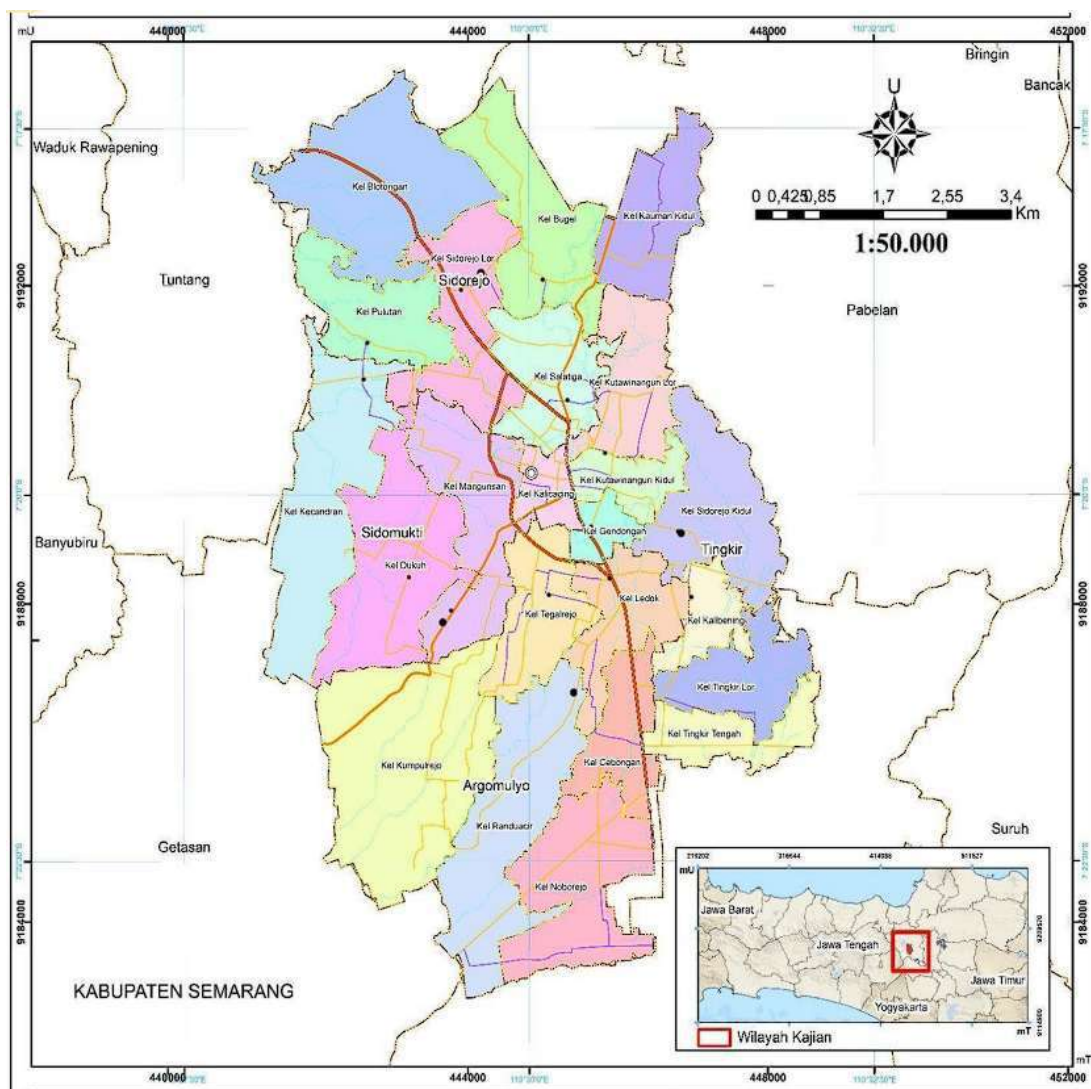 mU
440000
444000
448000
452000
Bringin
Bancak
Waduk Rawapening
U
Kel Blotongan
Kel Bugel
Kel Kauman Kidul
0 0,425 0,85 1,7 2,55 3,4
Km
1:50.000
Kel Sidorejo Lor
Sidorejo
Tuntang
9192000
9192000
Kel Pulutan
Pabelan
Kel Salatiga
Kel Kutawinangun Lor
Kel Mangunsari
Kel Kalicacing
Kel Kutawinangun Kidul
Kel Kecandran
Kel Sidorejo Kidul
Sidomukti
Kel Gendongan
Banyubiru
Tingkir
Kel Dukuh
9188000
9188000
Kel Ledok
Kel Tegalrejo
Kel Kalibening
Kel Tingkir Lor
Kel Tingkir Tengah
Kel Kumpulrejo
Kel Cebongan
Argomulyo
Kel Randuacir
Suruh
Getasan
Kel Noborejo
9184000
9184000
mU
Jawa Barat
Jawa Tengah
Jawa Timur
Yogyakarta
mT
Wilayah Kajian
KABUPATEN SEMARANG
440000
444000
448000
452000
mT